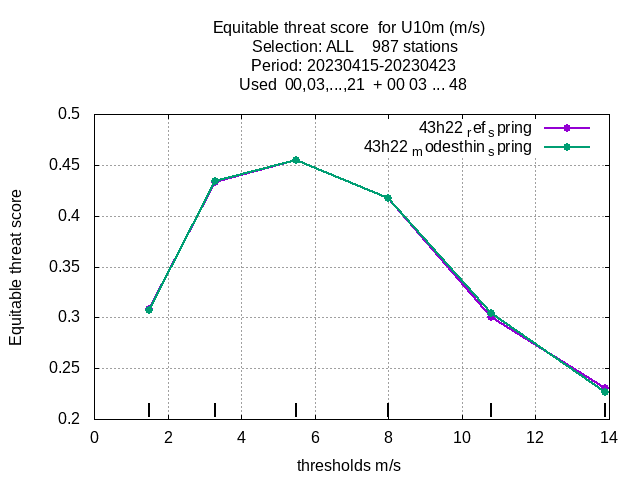 Equitable threat score  for U10m (m/s)
Selection: ALL    987 stations
Period: 20230415-20230423
Used  00,03,...,21  + 00 03 ... 48
43h22 ref spring
43h22 modesthin spring
Equitable threat score
0.5
0.45
0.4
0.35
0.3
0.25
0.2
0 2 4 6 8 10 12 14
thresholds m/s